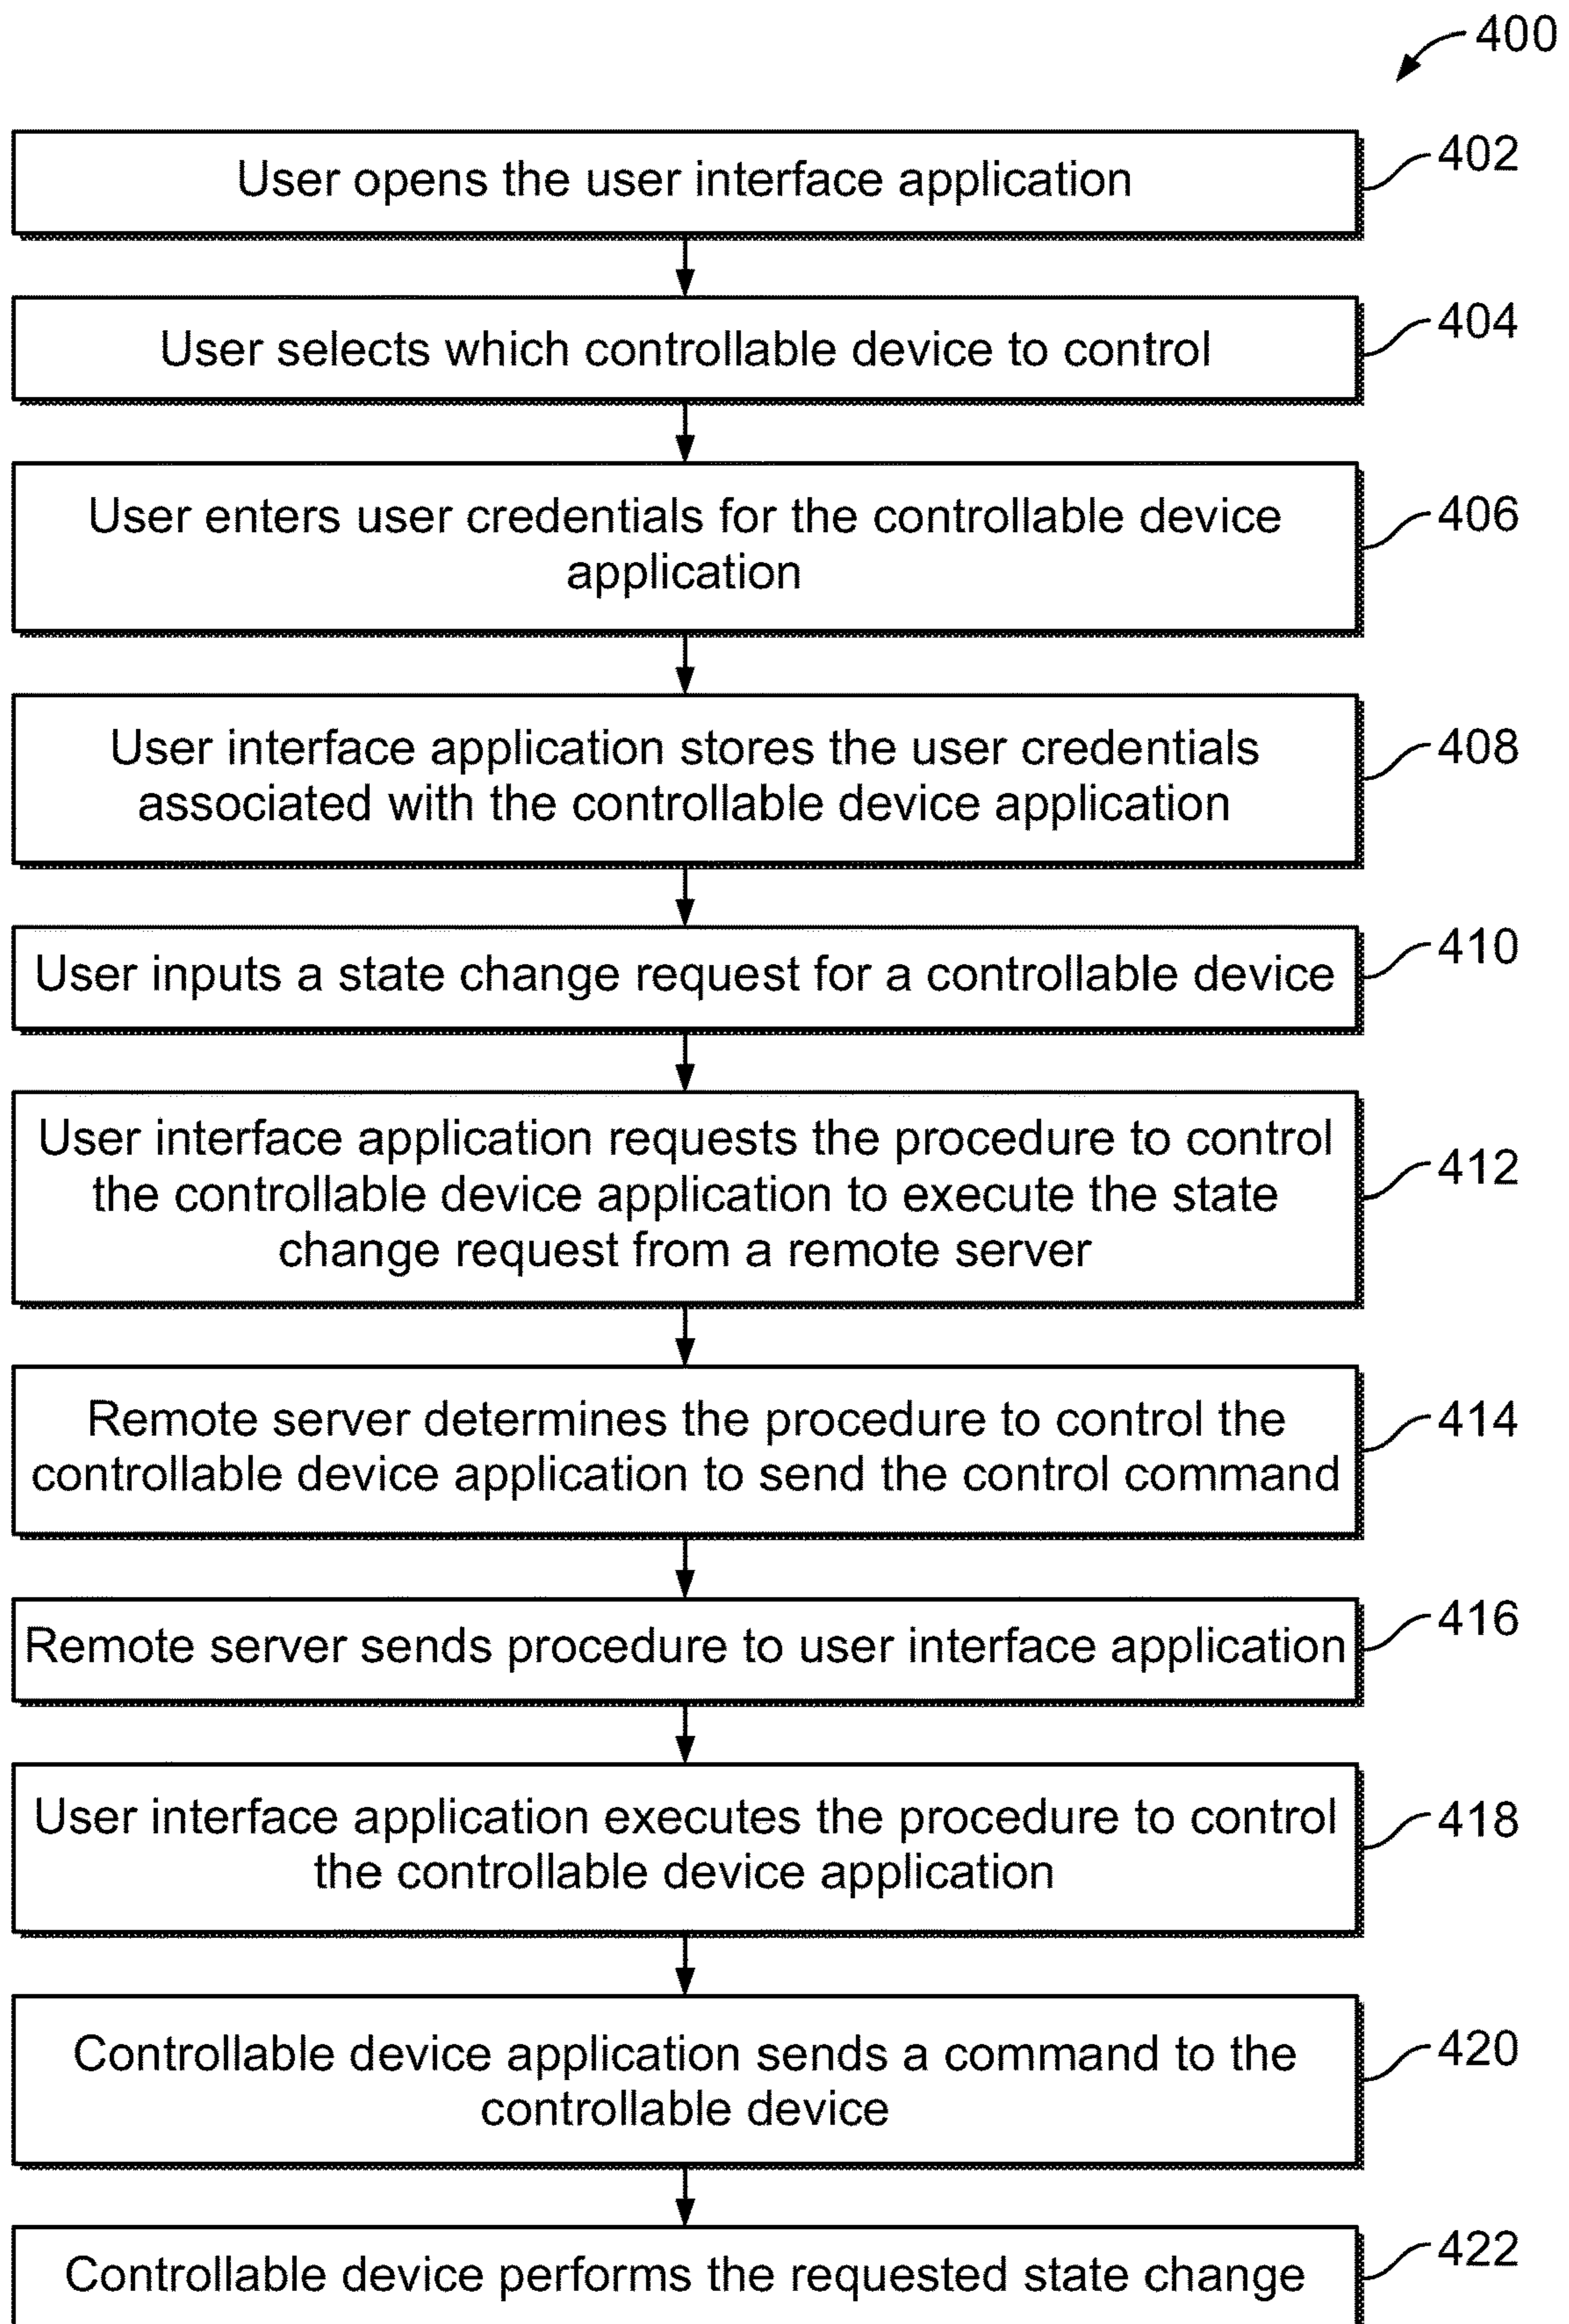 400
User opens the user interface application
402
User selects which controllable device to control
404
User enters user credentials for the controllable device
application
406
User interface application stores the user credentials
associated with the controllable device application
408
User inputs a state change request for a controllable device
410
User interface application requests the procedure to control
the controllable device application to execute the state
change request from a remote server
412
Remote server determines the procedure to control the
controllable device application to send the control command
414
Remote server sends procedure to user interface application
416
User interface application executes the procedure to control
the controllable device application
418
Controllable device application sends a command to the
controllable device
420
Controllable device performs the requested state change
422